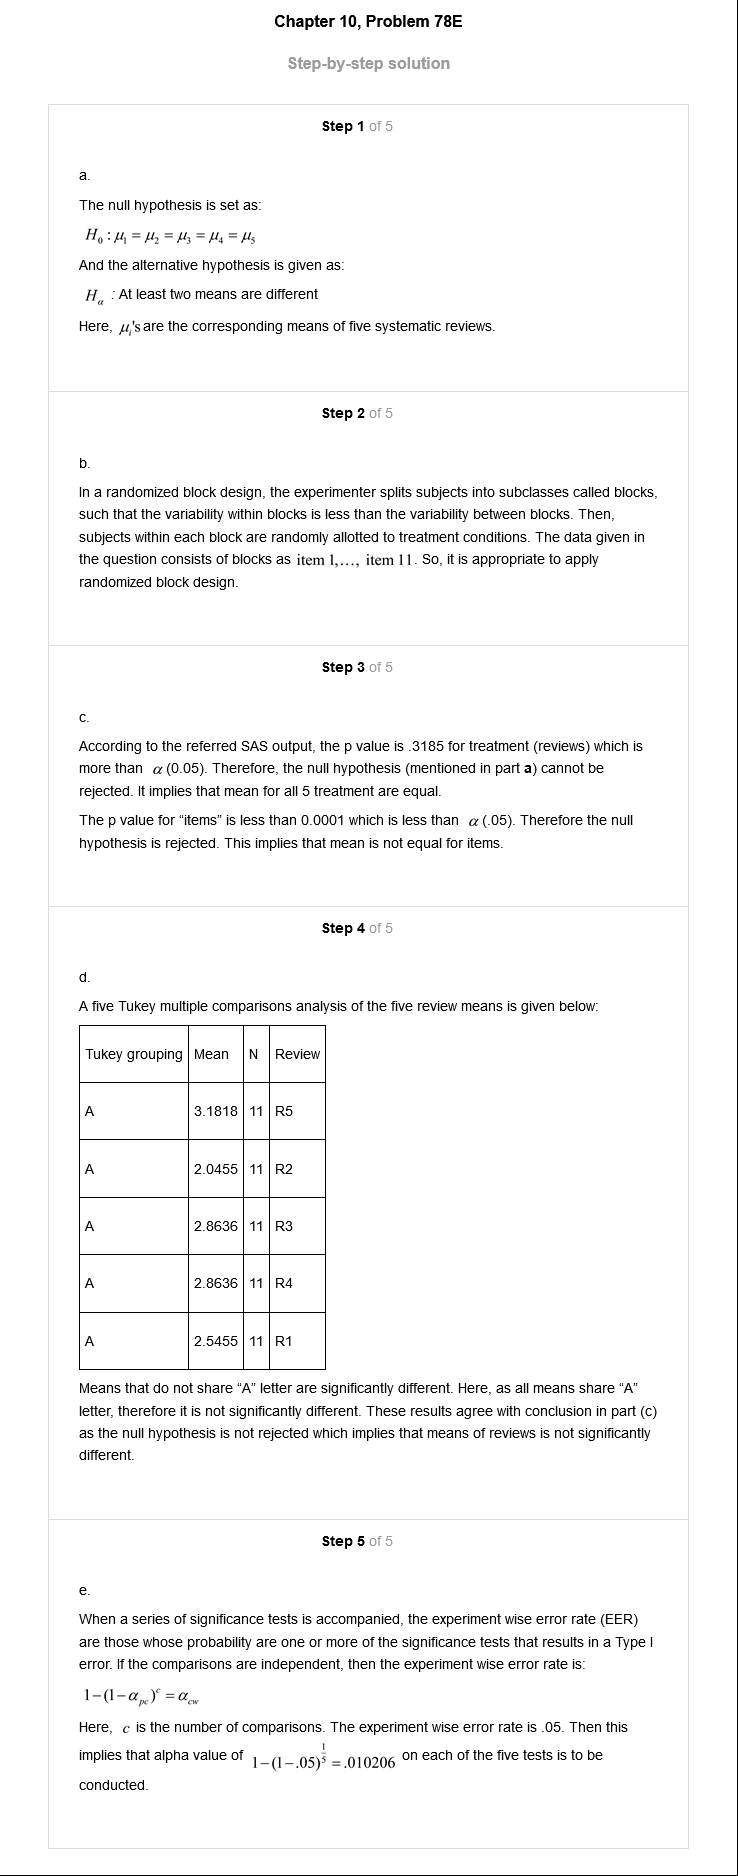 Chapter 10, Problem 78E
Step-by-step solution
Step 1 of 5
a.
The null hypothesis is set as:
H₀ : μ₁ = μ₂ = μ₃ = μ₄ = μ₅
And the alternative hypothesis is given as:
Hₐ : At least two means are different
Here, μᵢ's are the corresponding means of five systematic reviews.
Step 2 of 5
b.
In a randomized block design, the experimenter splits subjects into subclasses called blocks,
such that the variability within blocks is less than the variability between blocks. Then,
subjects within each block are randomly allotted to treatment conditions. The data given in
the question consists of blocks as item 1,…, item 11. So, it is appropriate to apply
randomized block design.
Step 3 of 5
c.
According to the referred SAS output, the p value is .3185 for treatment (reviews) which is
more than α (0.05). Therefore, the null hypothesis (mentioned in part a) cannot be
rejected. It implies that mean for all 5 treatment are equal.
The p value for “items” is less than 0.0001 which is less than α (.05). Therefore the null
hypothesis is rejected. This implies that mean is not equal for items.
Step 4 of 5
d.
A five Tukey multiple comparisons analysis of the five review means is given below:
Tukey grouping Mean N Review
A 3.1818 11 R5
A 2.0455 11 R2
A 2.8636 11 R3
A 2.8636 11 R4
A 2.5455 11 R1
Means that do not share “A” letter are significantly different. Here, as all means share “A”
letter, therefore it is not significantly different. These results agree with conclusion in part (c)
as the null hypothesis is not rejected which implies that means of reviews is not significantly
different.
Step 5 of 5
e.
When a series of significance tests is accompanied, the experiment wise error rate (EER)
are those whose probability are one or more of the significance tests that results in a Type I
error. If the comparisons are independent, then the experiment wise error rate is:
1−(1−α_pc)^c = α_cw
Here, c is the number of comparisons. The experiment wise error rate is .05. Then this
implies that alpha value of 1−(1−.05)^(1/5) = .010206 on each of the five tests is to be
conducted.